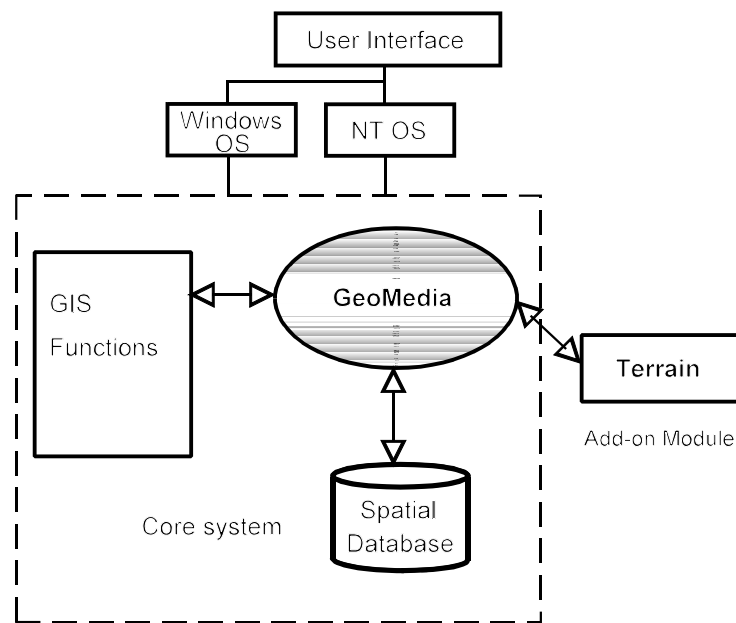 User Interface
Windows
OS
NT OS
GIS
Functions
GeoMedia
Terrain
Add-on Module
Core system
Spatial
Database